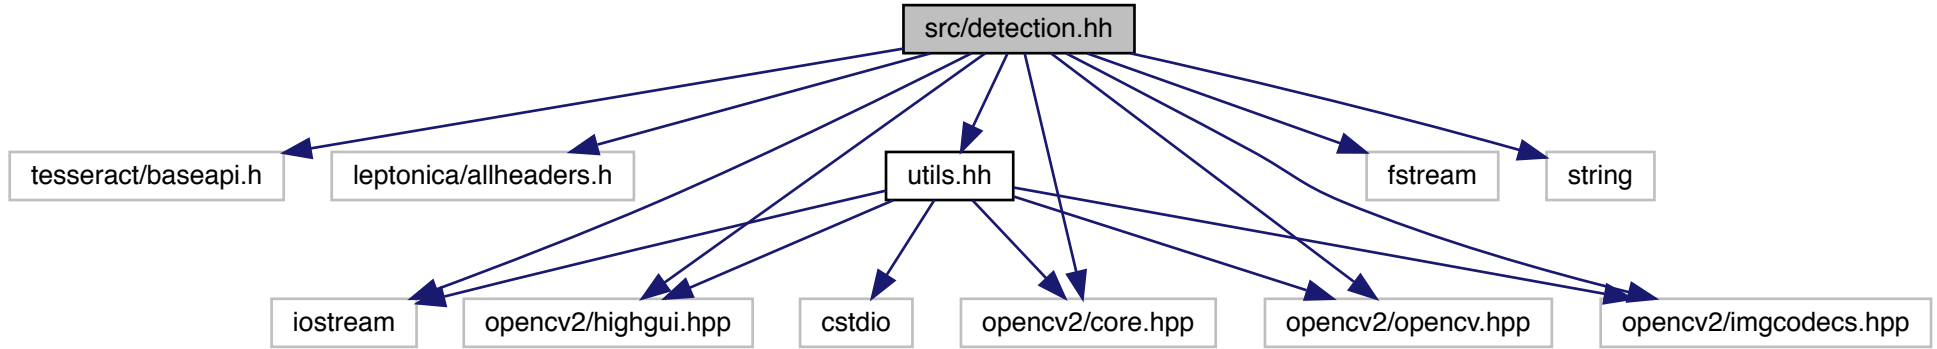 src/detection.hh
tesseract/baseapi.h
leptonica/allheaders.h
utils.hh
fstream
string
iostream
opencv2/highgui.hpp
cstdio
opencv2/core.hpp
opencv2/opencv.hpp
opencv2/imgcodecs.hpp